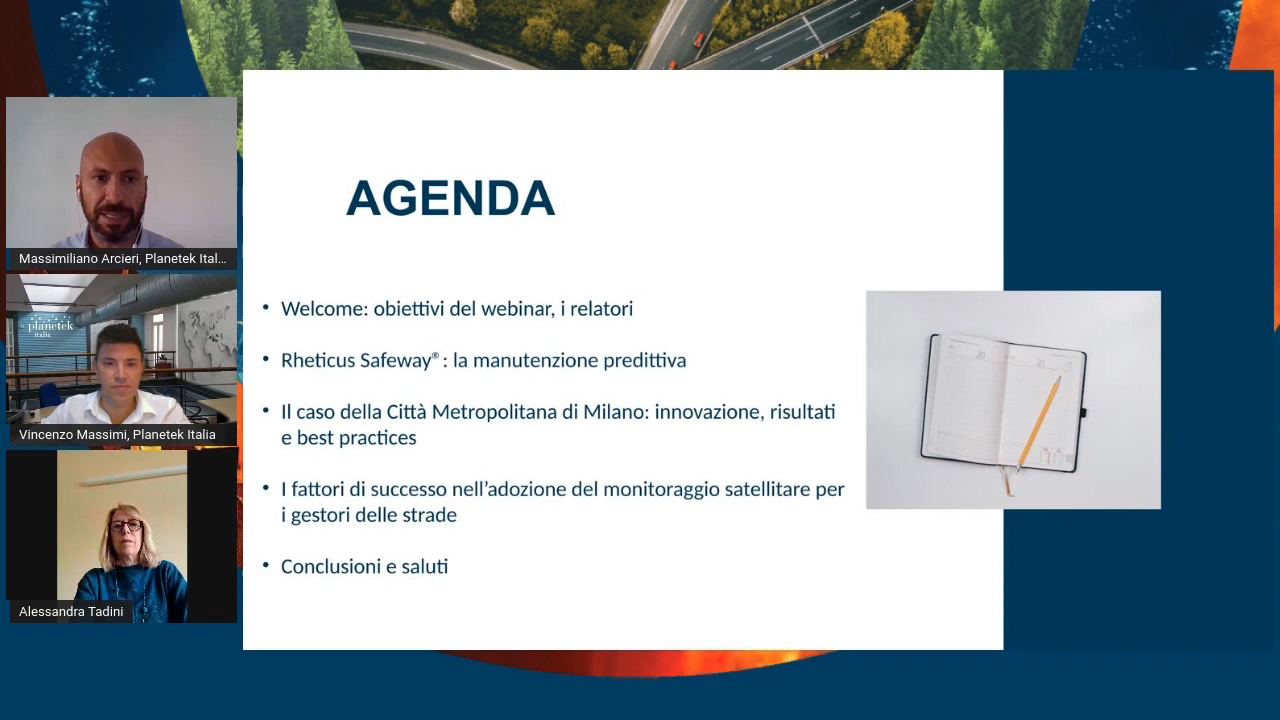 AGENDA
Massimiliano Arcieri, Planetek Ital...
planetek
italia
Vincenzo Massimi, Planetek Italia
Alessandra Tadini
• Welcome: obiettivi del webinar, i relatori
• Rheticus Safeway®: la manutenzione predittiva
• Il caso della Città Metropolitana di Milano: innovazione, risultati
e best practices
• I fattori di successo nell’adozione del monitoraggio satellitare per
i gestori delle strade
• Conclusioni e saluti
20
21